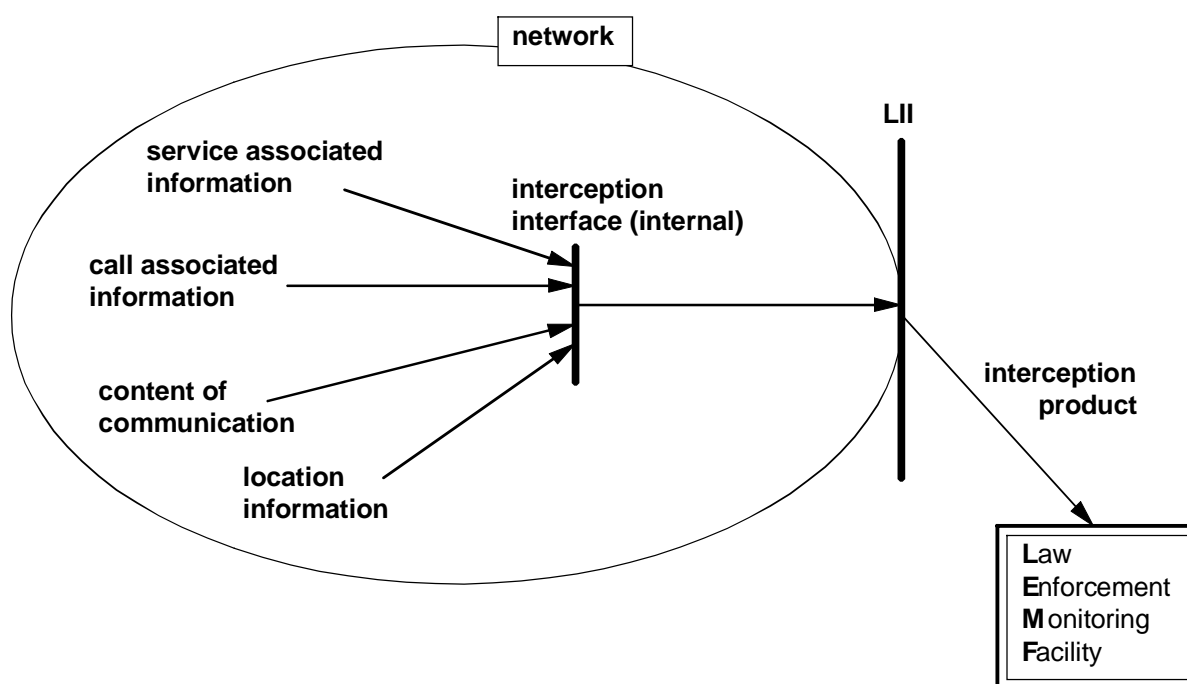 network
LII
service associated
information
interception
interface (internal)
call associated
information
interception
product
content of
communication
location
information
Law
Enforcement
Monitoring
Facility